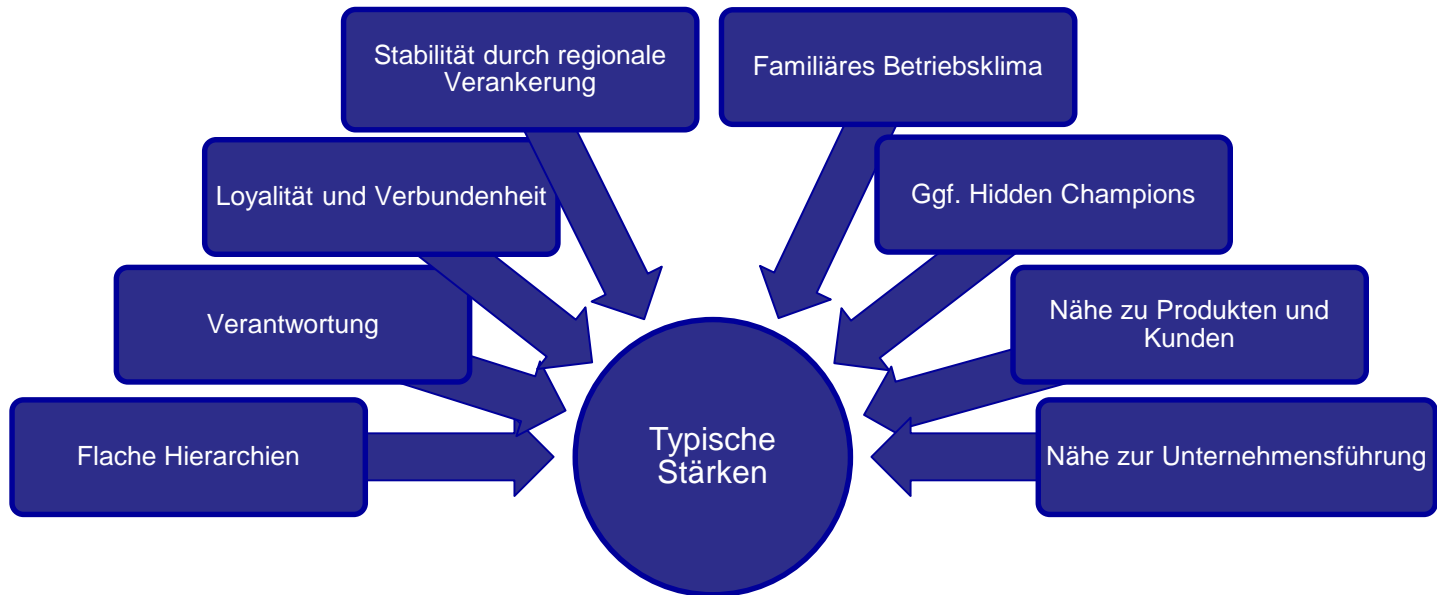 Stabilität durch regionale
Verankerung
Familiäres Betriebsklima
Loyalität und Verbundenheit
Ggf. Hidden Champions
Verantwortung
Nähe zu Produkten und
Kunden
Flache Hierarchien
Typische
Stärken
Nähe zur Unternehmensführung